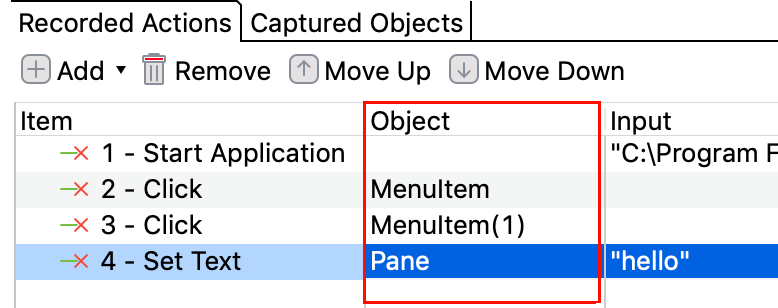 Recorded Actions Captured Objects
Add Remove Move Up Move Down
Item Object Input
1 - Start Application "C:\Program F
2 - Click MenuItem
3 - Click MenuItem(1)
4 - Set Text Pane "hello"